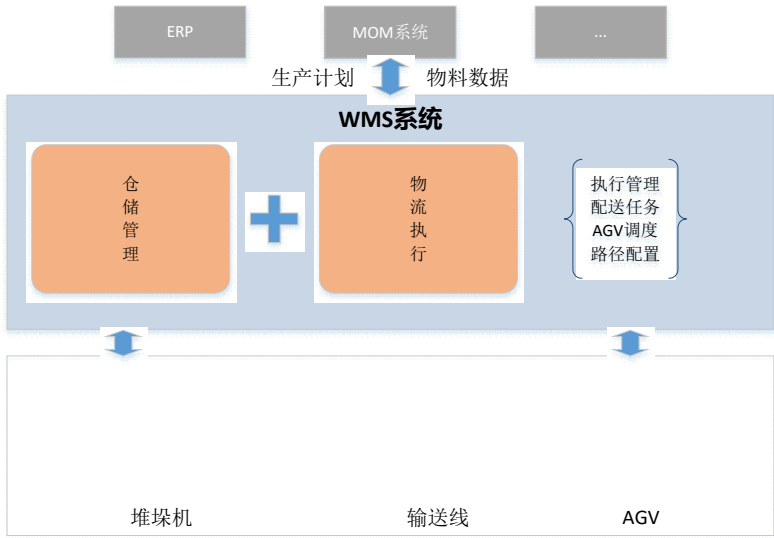 ERP
MOM系统
...
生产计划
物料数据
WMS系统
仓
储
管
理
物
流
执
行
执行管理
配送任务
AGV调度
路径配置
堆垛机
输送线
AGV